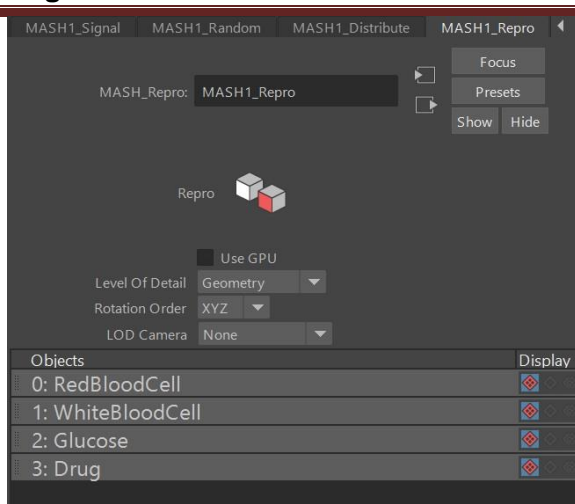 MASH1_Signal MASH1_Random MASH1_Distribute MASH1_Repro
Focus
MASH_Repro: MASH1_Repro
Presets
Show Hide
Repro
Use GPU
Level Of Detail Geometry
Rotation Order XYZ
LOD Camera None
Objects Display
0: RedBloodCell
1: WhiteBloodCell
2: Glucose
3: Drug